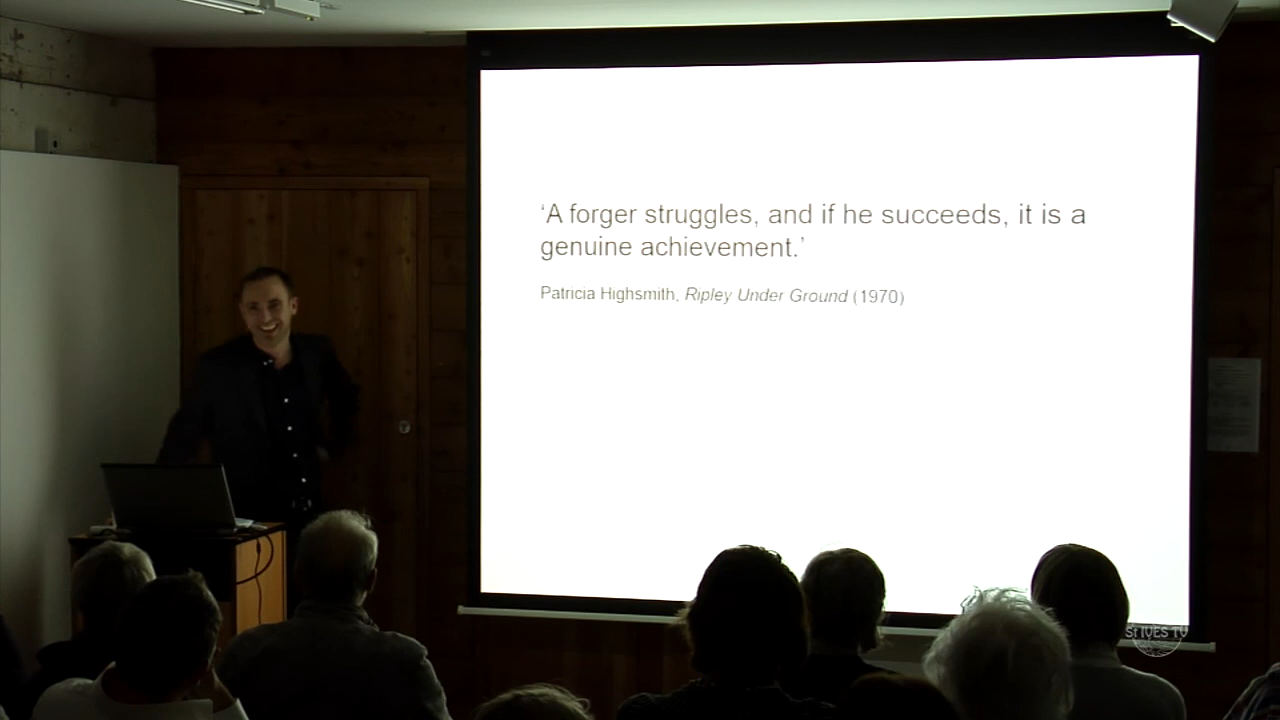 ‘A forger struggles, and if he succeeds, it is a
genuine achievement.’
Patricia Highsmith, Ripley Under Ground (1970)
ST IVES TV